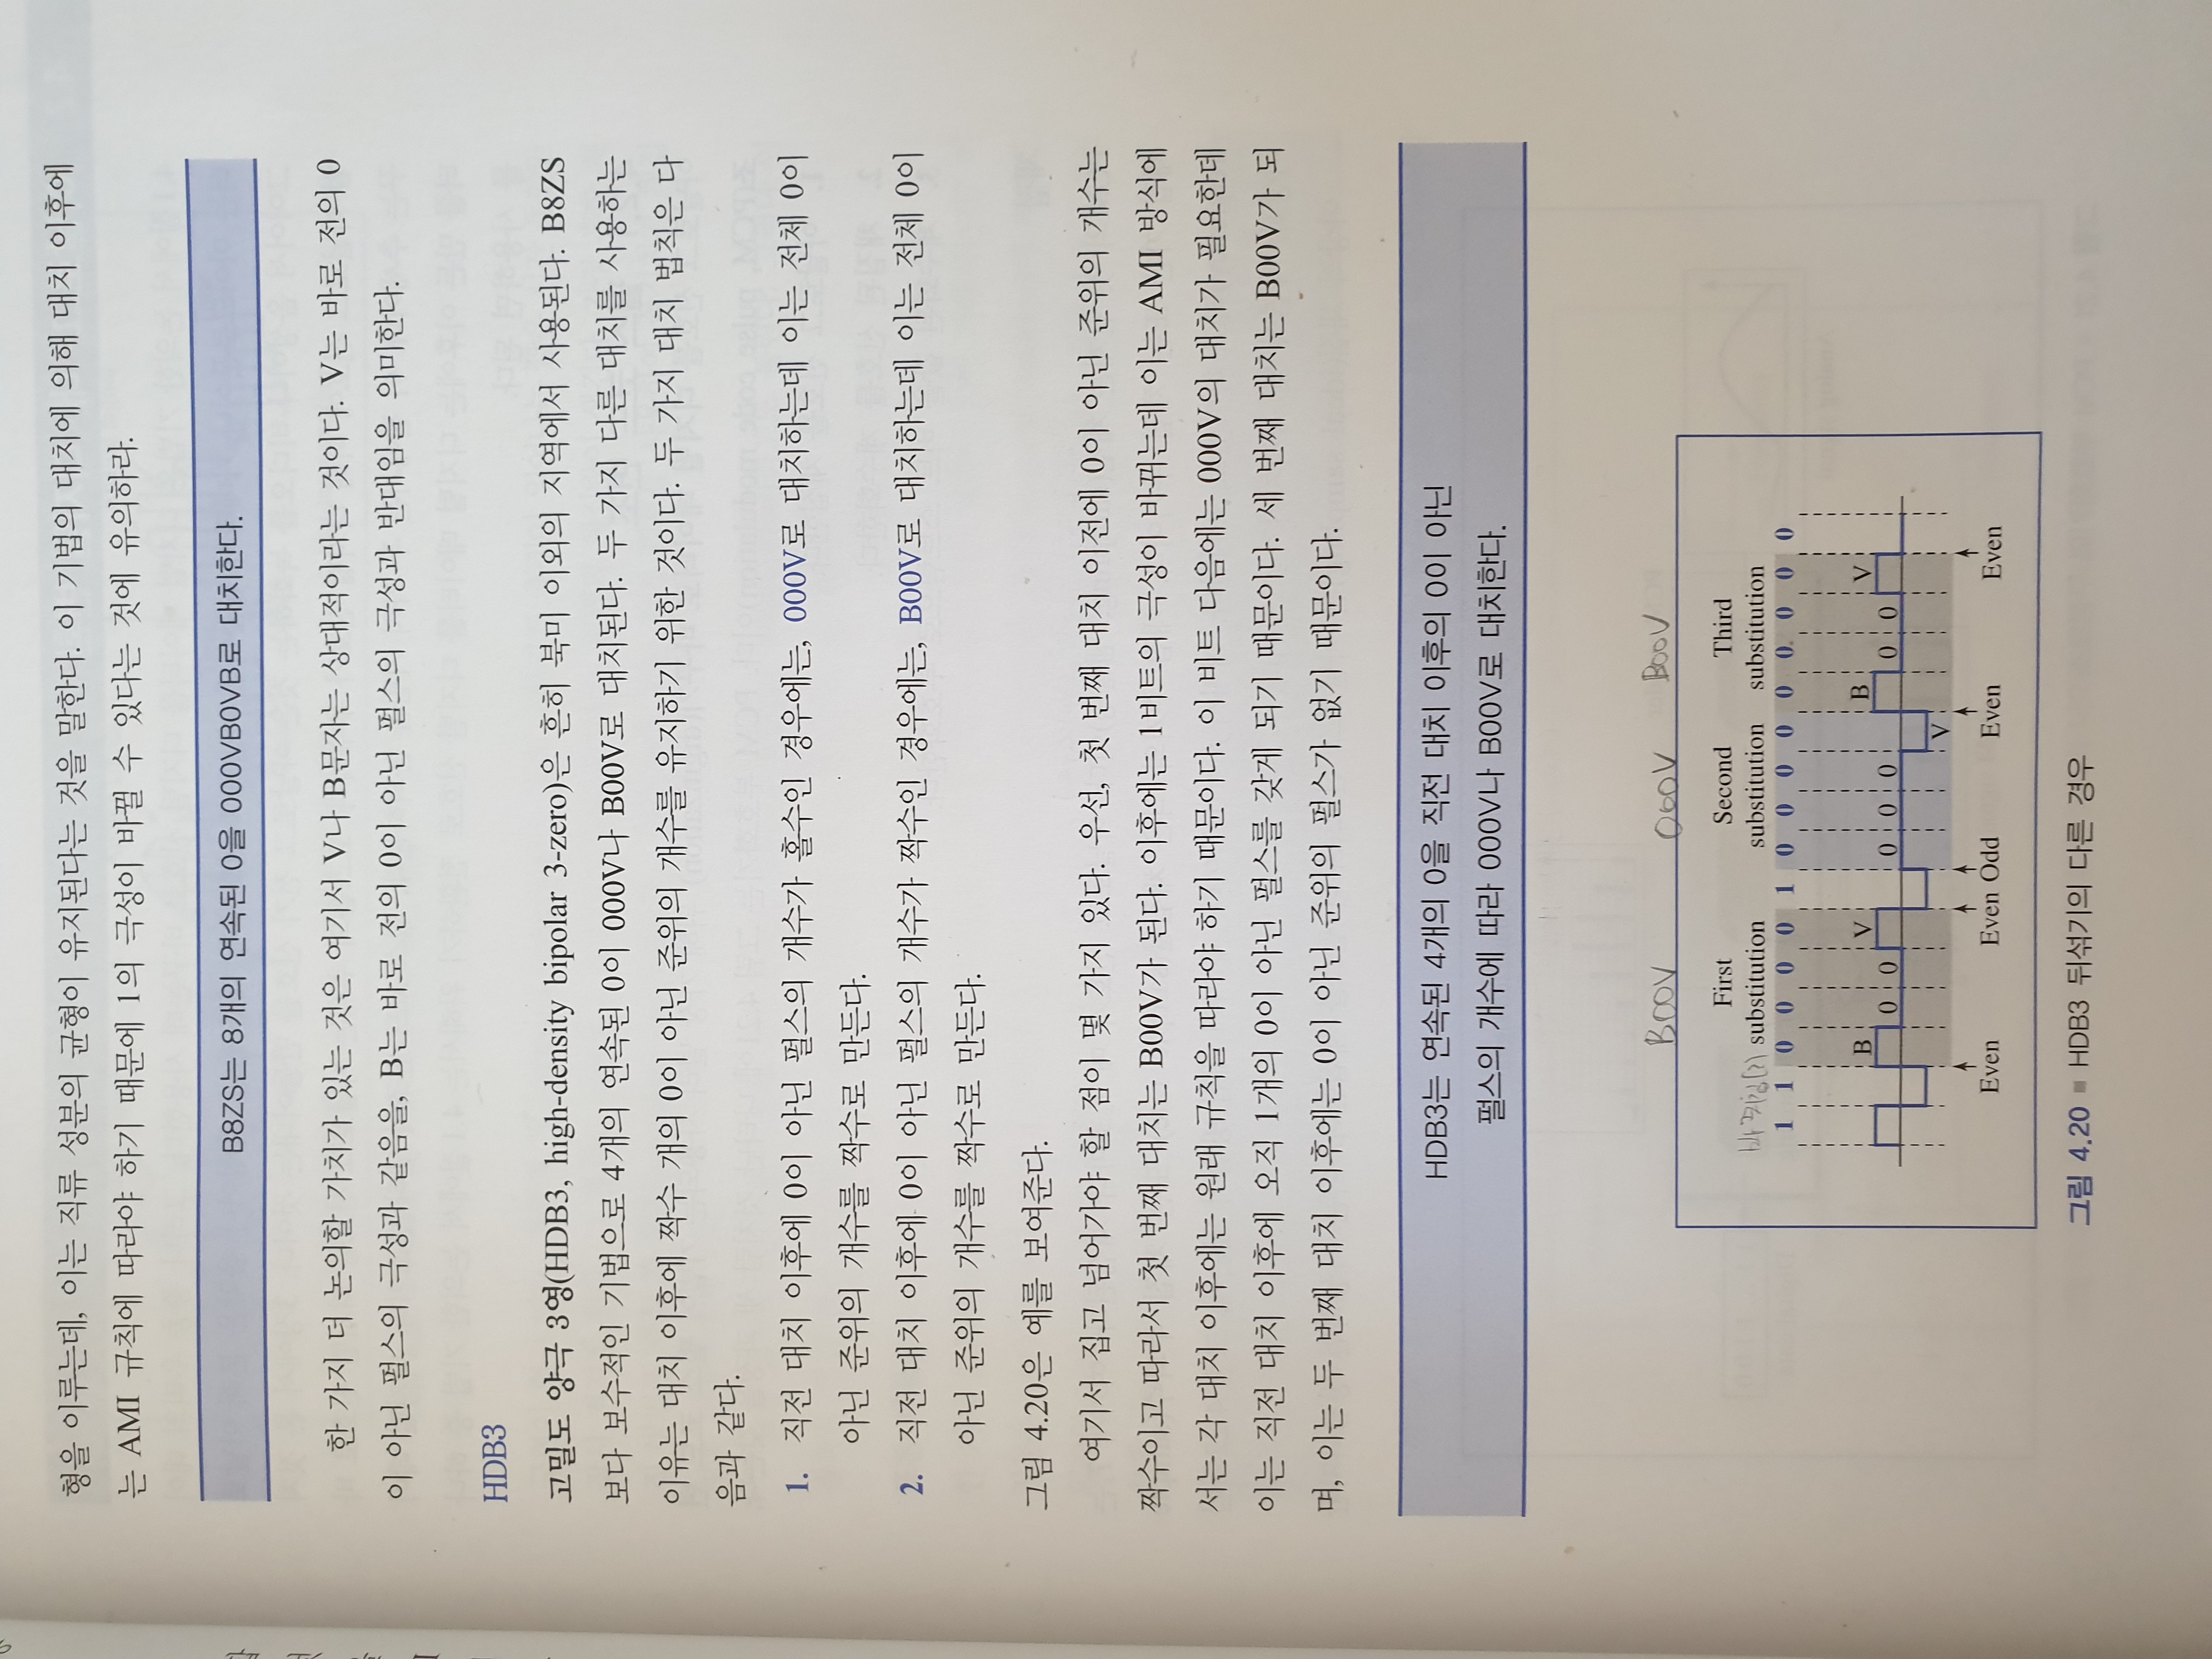 형을 이루는데, 이는 직류 성분의 균형이 유지된다는 것을 말한다. 이 기법의 대치에 의해 대치 이후에
는 AMI 규칙에 따라야 하기 때문에 1의 극성이 바뀔 수 있다는 것에 유의하라.
B8ZS는 8개의 연속된 0을 000VB0VB로 대치한다.
한 가지 더 논의할 가치가 있는 것은 여기서 V나 B문자는 상대적이라는 것이다. V는 바로 전의 0
이 아닌 펄스의 극성과 같음을, B는 바로 전의 0이 아닌 펄스의 극성과 반대임을 의미한다.
HDB3
고밀도 양극 3영(HDB3, high-density bipolar 3-zero)은 흔히 북미 이외의 지역에서 사용된다. B8ZS
보다 보수적인 기법으로 4개의 연속된 0이 000V나 B00V로 대치된다. 두 가지 다른 대치를 사용하는
이유는 대치 이후에 짝수 개의 0이 아닌 준위의 개수를 유지하기 위한 것이다. 두 가지 대치 법칙은 다
음과 같다.
1. 직전 대치 이후에 0이 아닌 펄스의 개수가 홀수인 경우에는, 000V로 대치하는데 이는 전체 0이
아닌 준위의 개수를 짝수로 만든다.
2. 직전 대치 이후에 0이 아닌 펄스의 개수가 짝수인 경우에는, B00V로 대치하는데 이는 전체 0이
아닌 준위의 개수를 짝수로 만든다.
그림 4.20은 예를 보여준다.
여기서 집고 넘어가야 할 점이 몇 가지 있다. 우선, 첫 번째 대치 이전에 0이 아닌 준위의 개수는
짝수이고 따라서 첫 번째 대치는 B00V가 된다. 이후에는 1비트의 극성이 바뀌는데 이는 AMI 방식에
서는 각 대치 이후에는 원래 규칙을 따라야 하기 때문이다. 이 비트 다음에는 000V의 대치가 필요한데
이는 직전 대치 이후에 오직 1개의 0이 아닌 펄스를 갖게 되기 때문이다. 세 번째 대치는 B00V가 되
며, 이는 두 번째 대치 이후에는 0이 아닌 준위의 펄스가 없기 때문이다.
HDB3는 연속된 4개의 0을 직전 대치 이후의 0이 아닌
펄스의 개수에 따라 000V나 B00V로 대치한다.
B00V 000V B00V
First Second Third
substitution substitution substitution
1 1 0 0 0 0 1 0 0 0 0 0 0 0 0 0
B V B V
0 0 0 0 0 0 0
V
Even Even Odd Even Even
그림 4.20 ■ HDB3 뒤섞기의 다른 경우